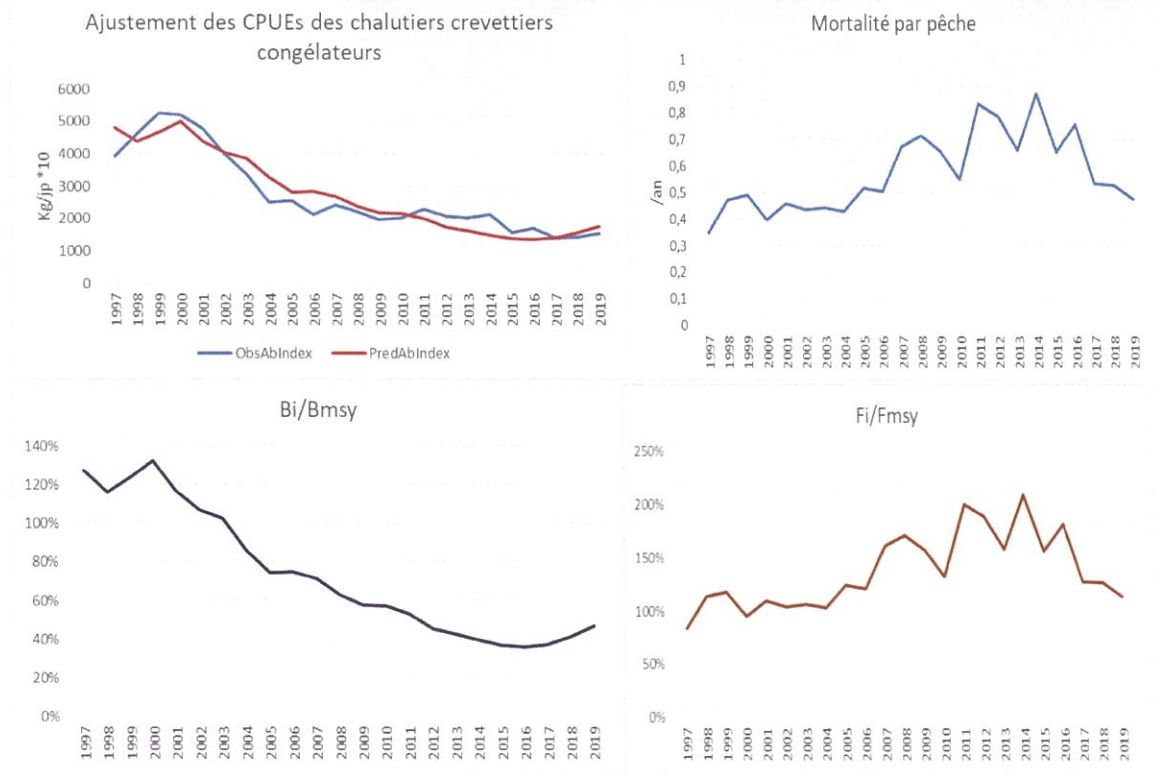 Ajustement des CPUEs des chalutiers crevettiers
congélateurs
6000
5000
4000
3000
2000
1000
0
Kg/jp *10
1997 1998 1999 2000 2001 2002 2003 2004 2005 2006 2007 2008 2009 2010 2011 2012 2013 2014 2015 2016 2017 2018 2019
ObsAbIndex PredAbIndex
Mortalité par pêche
1
0,9
0,8
0,7
0,6
0,5
0,4
0,3
0,2
0,1
0
/an
1997 1998 1999 2000 2001 2002 2003 2004 2005 2006 2007 2008 2009 2010 2011 2012 2013 2014 2015 2016 2017 2018 2019
Bi/Bmsy
140%
120%
100%
80%
60%
40%
20%
0%
1997 1998 1999 2000 2001 2002 2003 2004 2005 2006 2007 2008 2009 2010 2011 2012 2013 2014 2015 2016 2017 2018 2019
Fi/Fmsy
250%
200%
150%
100%
50%
0%
1997 1998 1999 2000 2001 2002 2003 2004 2005 2006 2007 2008 2009 2010 2011 2012 2013 2014 2015 2016 2017 2018 2019